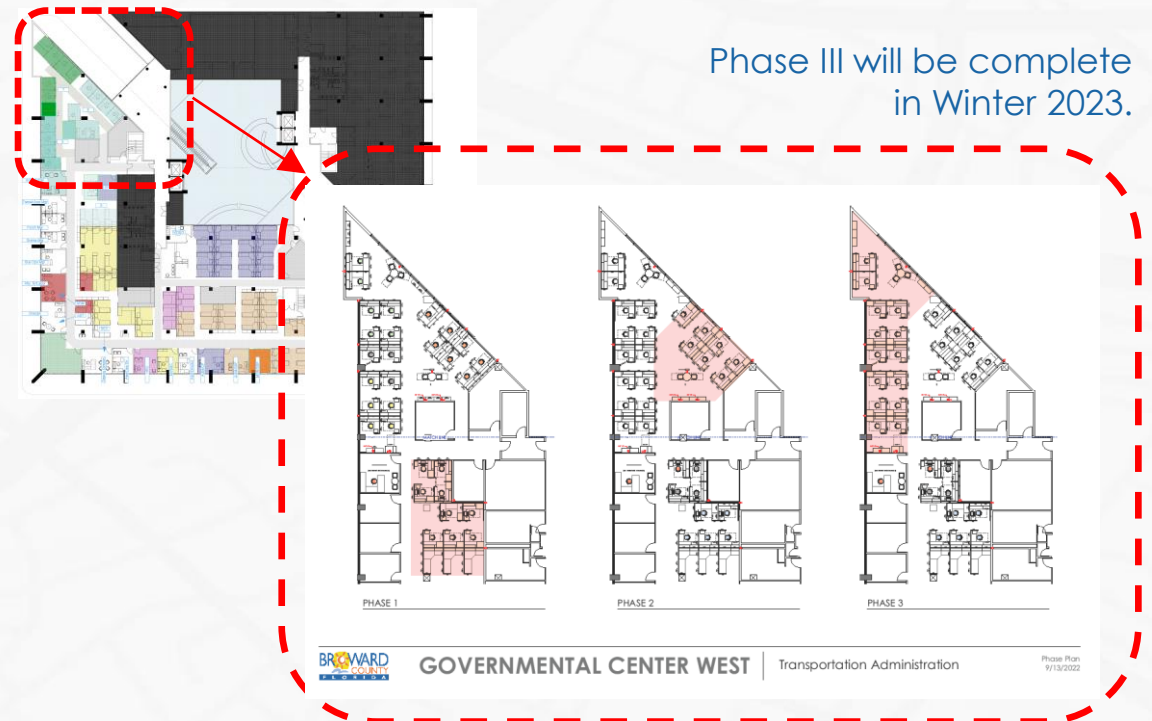 Phase III will be complete
in Winter 2023.
PHASE 1
PHASE 2
PHASE 3
BROWARD
COUNTY
FLORIDA
GOVERNMENTAL CENTER WEST
Transportation Administration
Phase Plan
9/13/2022